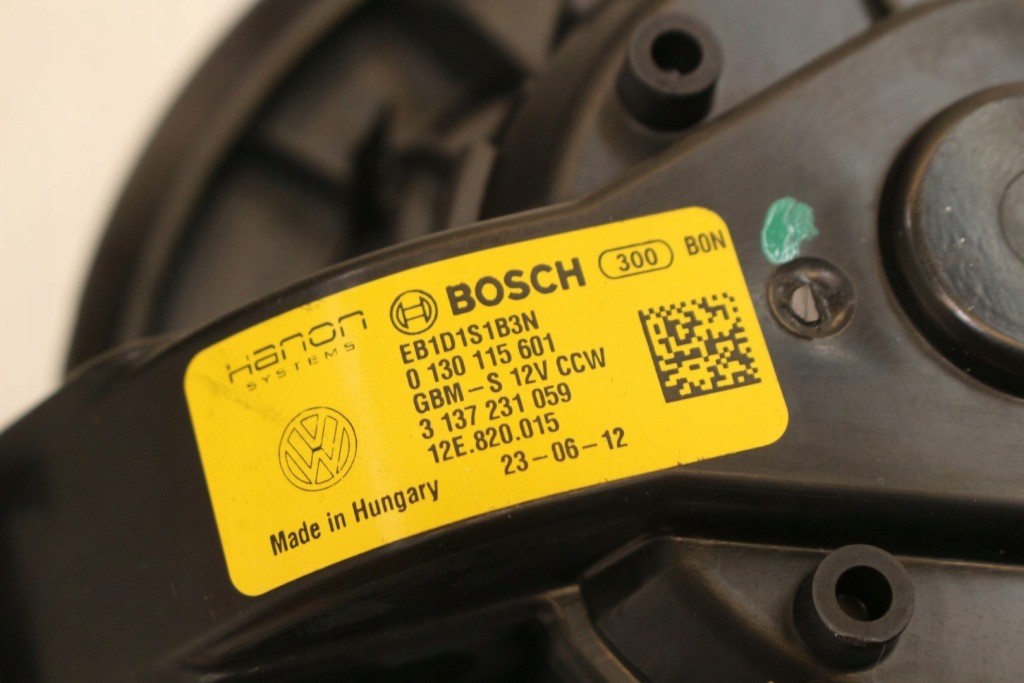 Hanon
SYSTEMS
BOSCH 300 BON
EB1D1S1B3N
0 130 115 601
GBM-S 12V CCW
3 137 231 059
12E.820.015
23-06-12
Made in Hungary